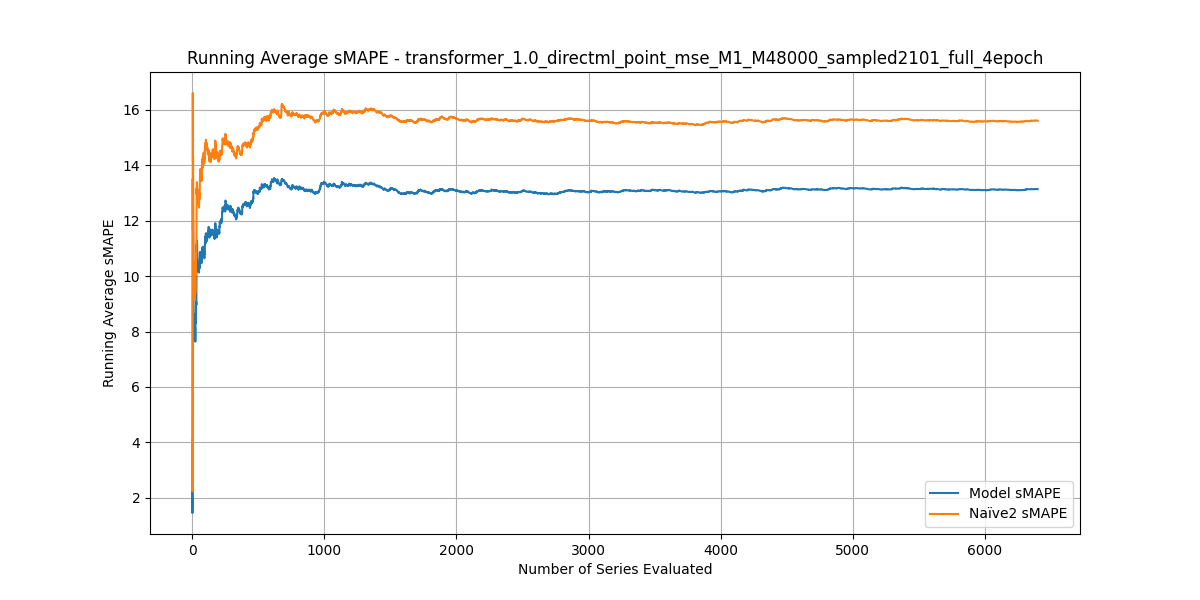 Running Average sMAPE - transformer_1.0_directml_point_mse_M1_M48000_sampled2101_full_4epoch
Running Average sMAPE
16
14
12
10
8
6
4
2
0 1000 2000 3000 4000 5000 6000
Number of Series Evaluated
Model sMAPE
Naïve2 sMAPE